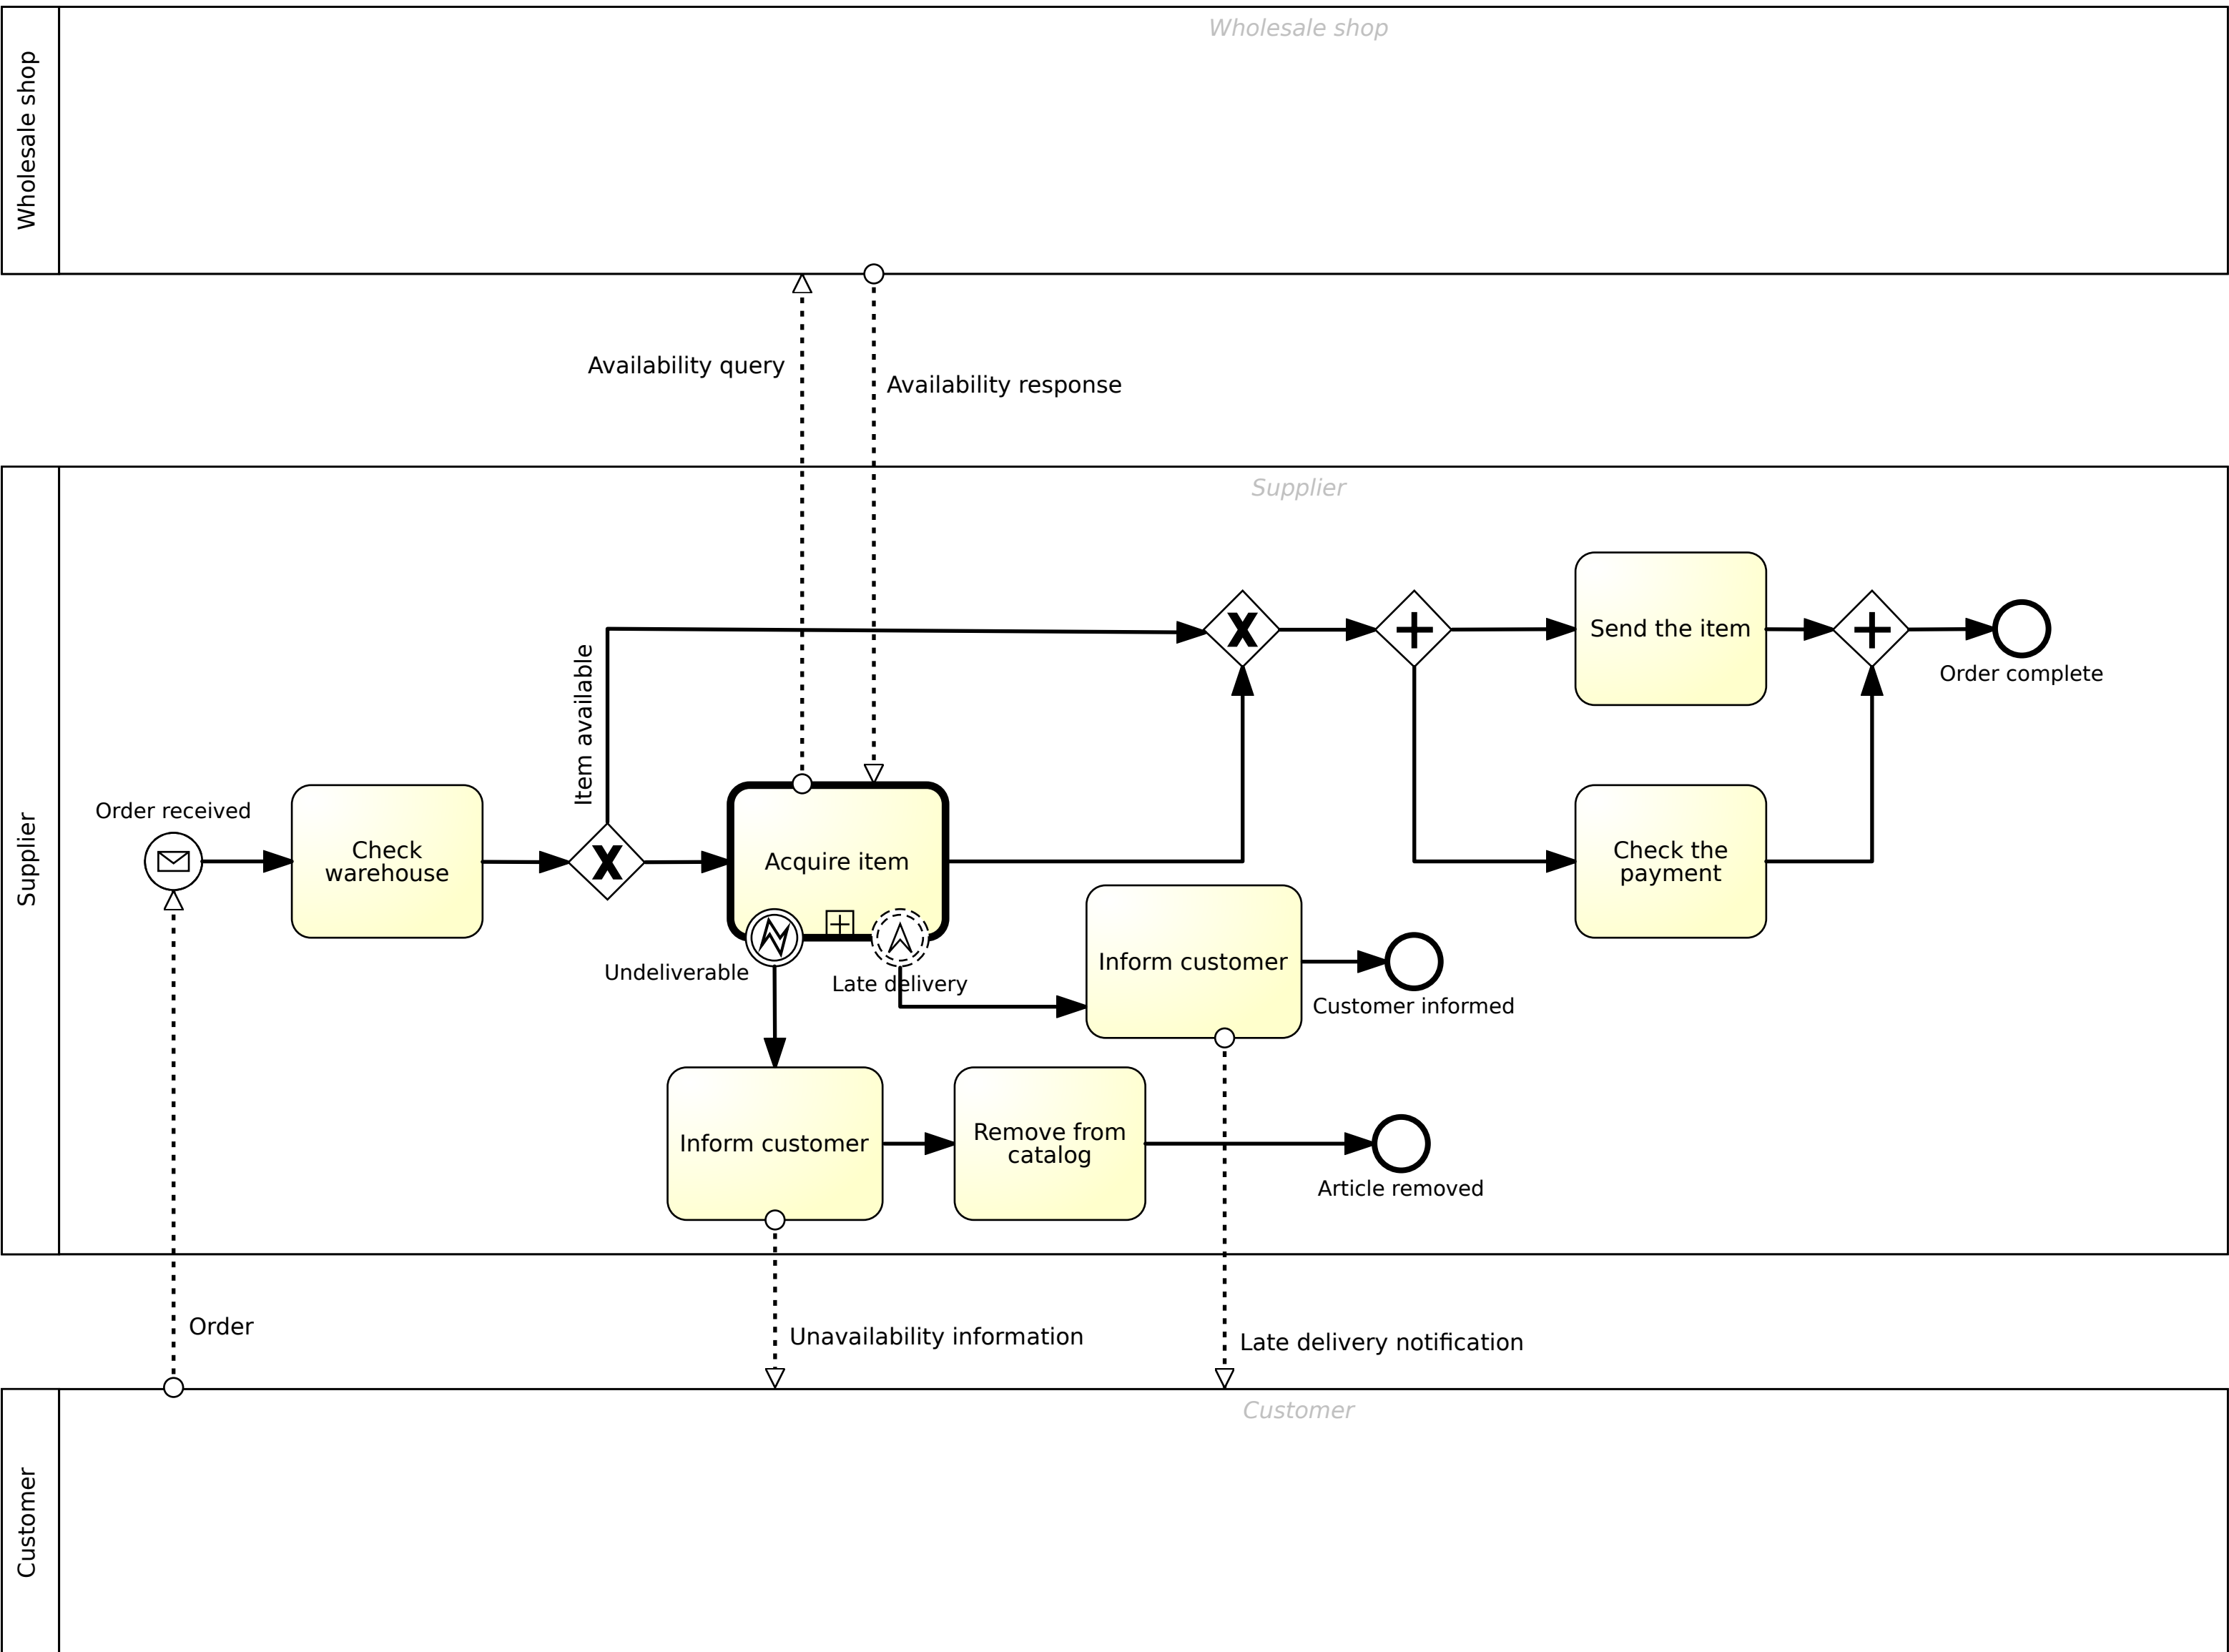 Wholesale shop
Wholesale shop
Availability query
Availability response
Supplier
Supplier
Item available
Send the item
Order complete
Order received
Check
warehouse
Acquire item
Check the
payment
Undeliverable
Late delivery
Inform customer
Customer informed
Inform customer
Remove from
catalog
Article removed
Order
Unavailability information
Late delivery notification
Customer
Customer